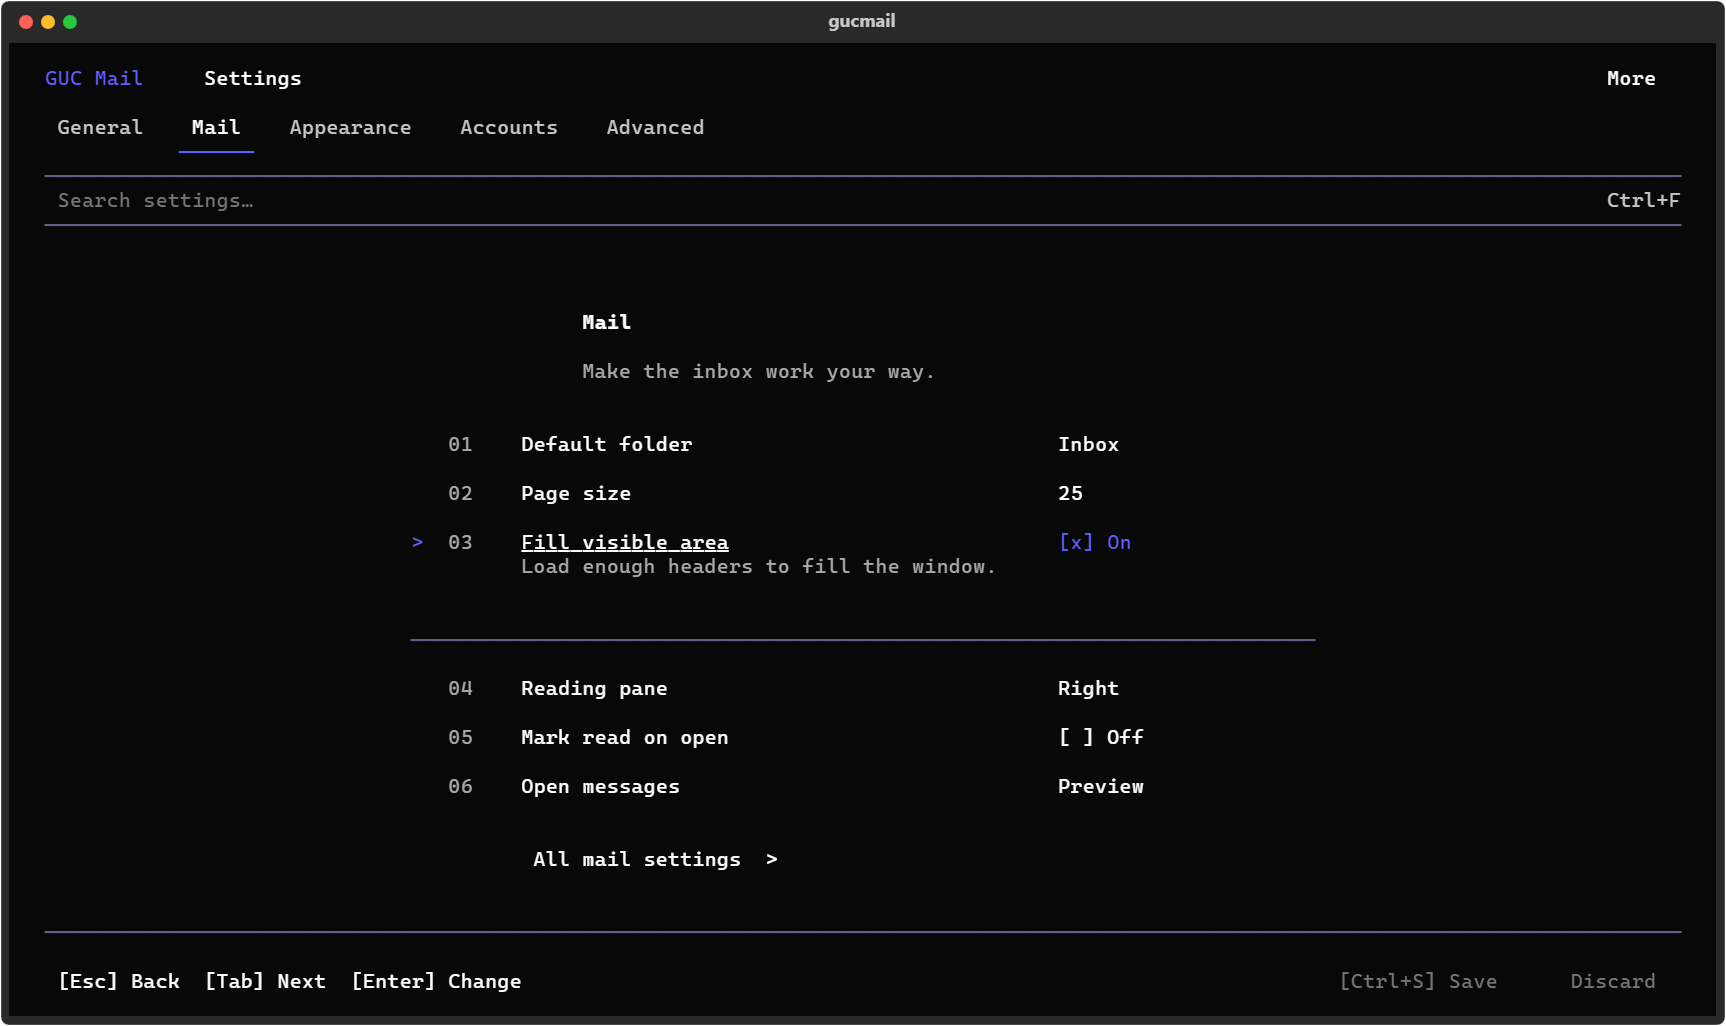 gucmail
GUC Mail Settings More
General Mail Appearance Accounts Advanced
Search settings… Ctrl+F
Mail
Make the inbox work your way.
01 Default folder Inbox
02 Page size 25
> 03 Fill visible area [x] On
Load enough headers to fill the window.
04 Reading pane Right
05 Mark read on open [ ] Off
06 Open messages Preview
All mail settings >
[Esc] Back [Tab] Next [Enter] Change [Ctrl+S] Save Discard